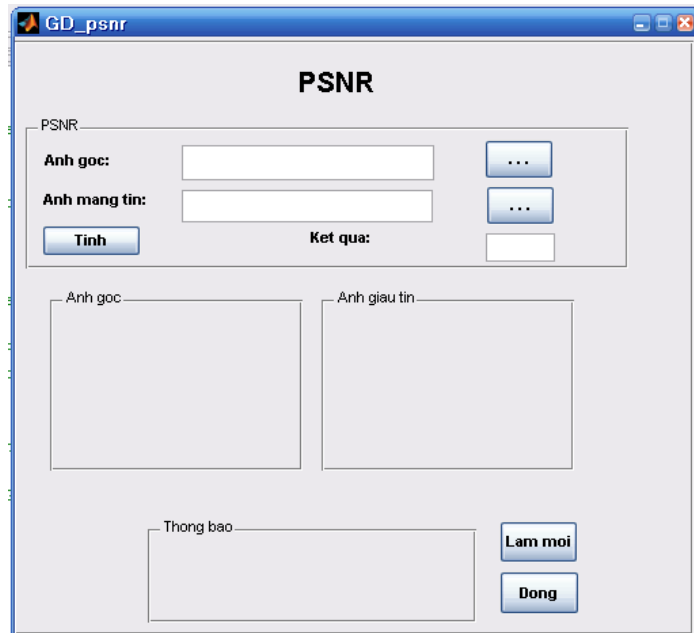 GD_psnr
PSNR
PSNR
Anh goc:
...
Anh mang tin:
...
Tinh
Ket qua:
Anh goc
Anh giau tin
Thong bao
Lam moi
Dong